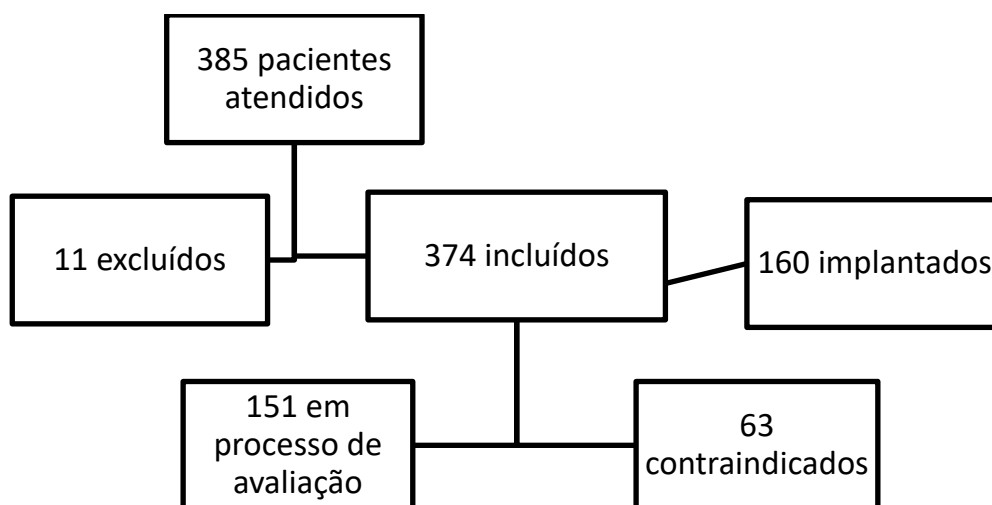 385 pacientes
atendidos
11 excluídos
374 incluídos
160 implantados
151 em
processo de
avaliação
63
contraindicados